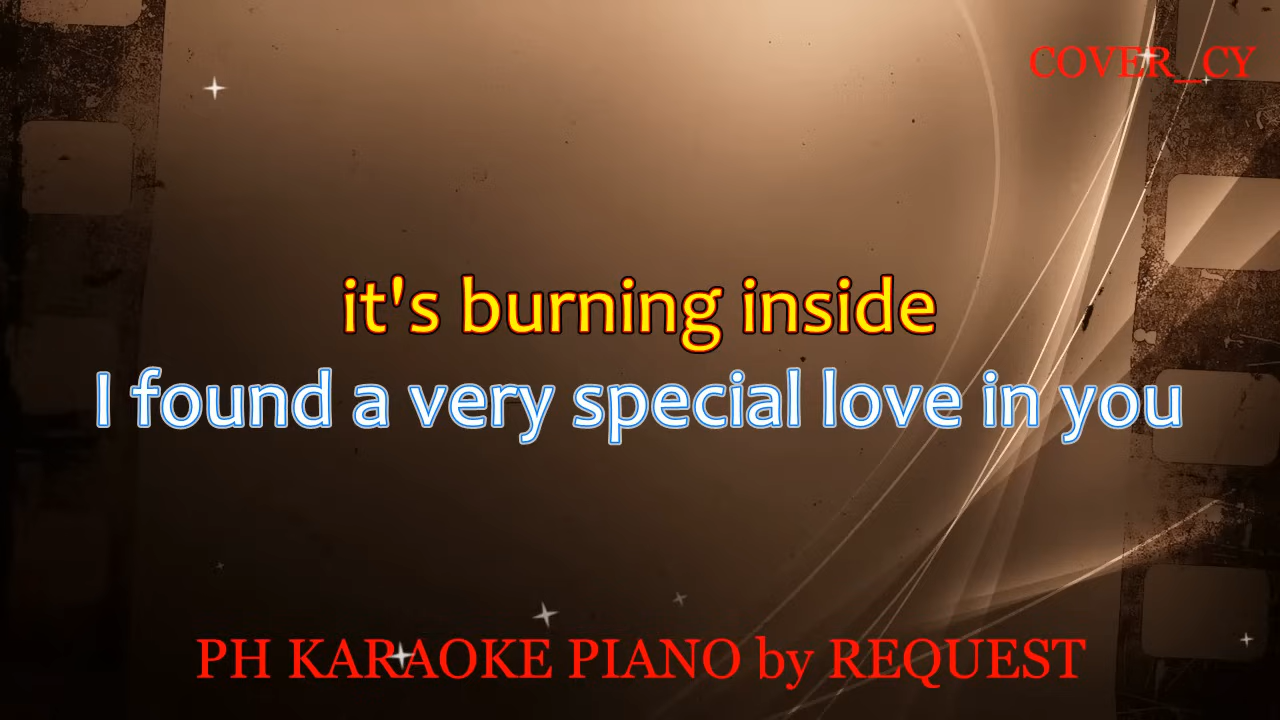 COVER_CY
it's burning inside
I found a very special love in you
PH KARAOKE PIANO by REQUEST